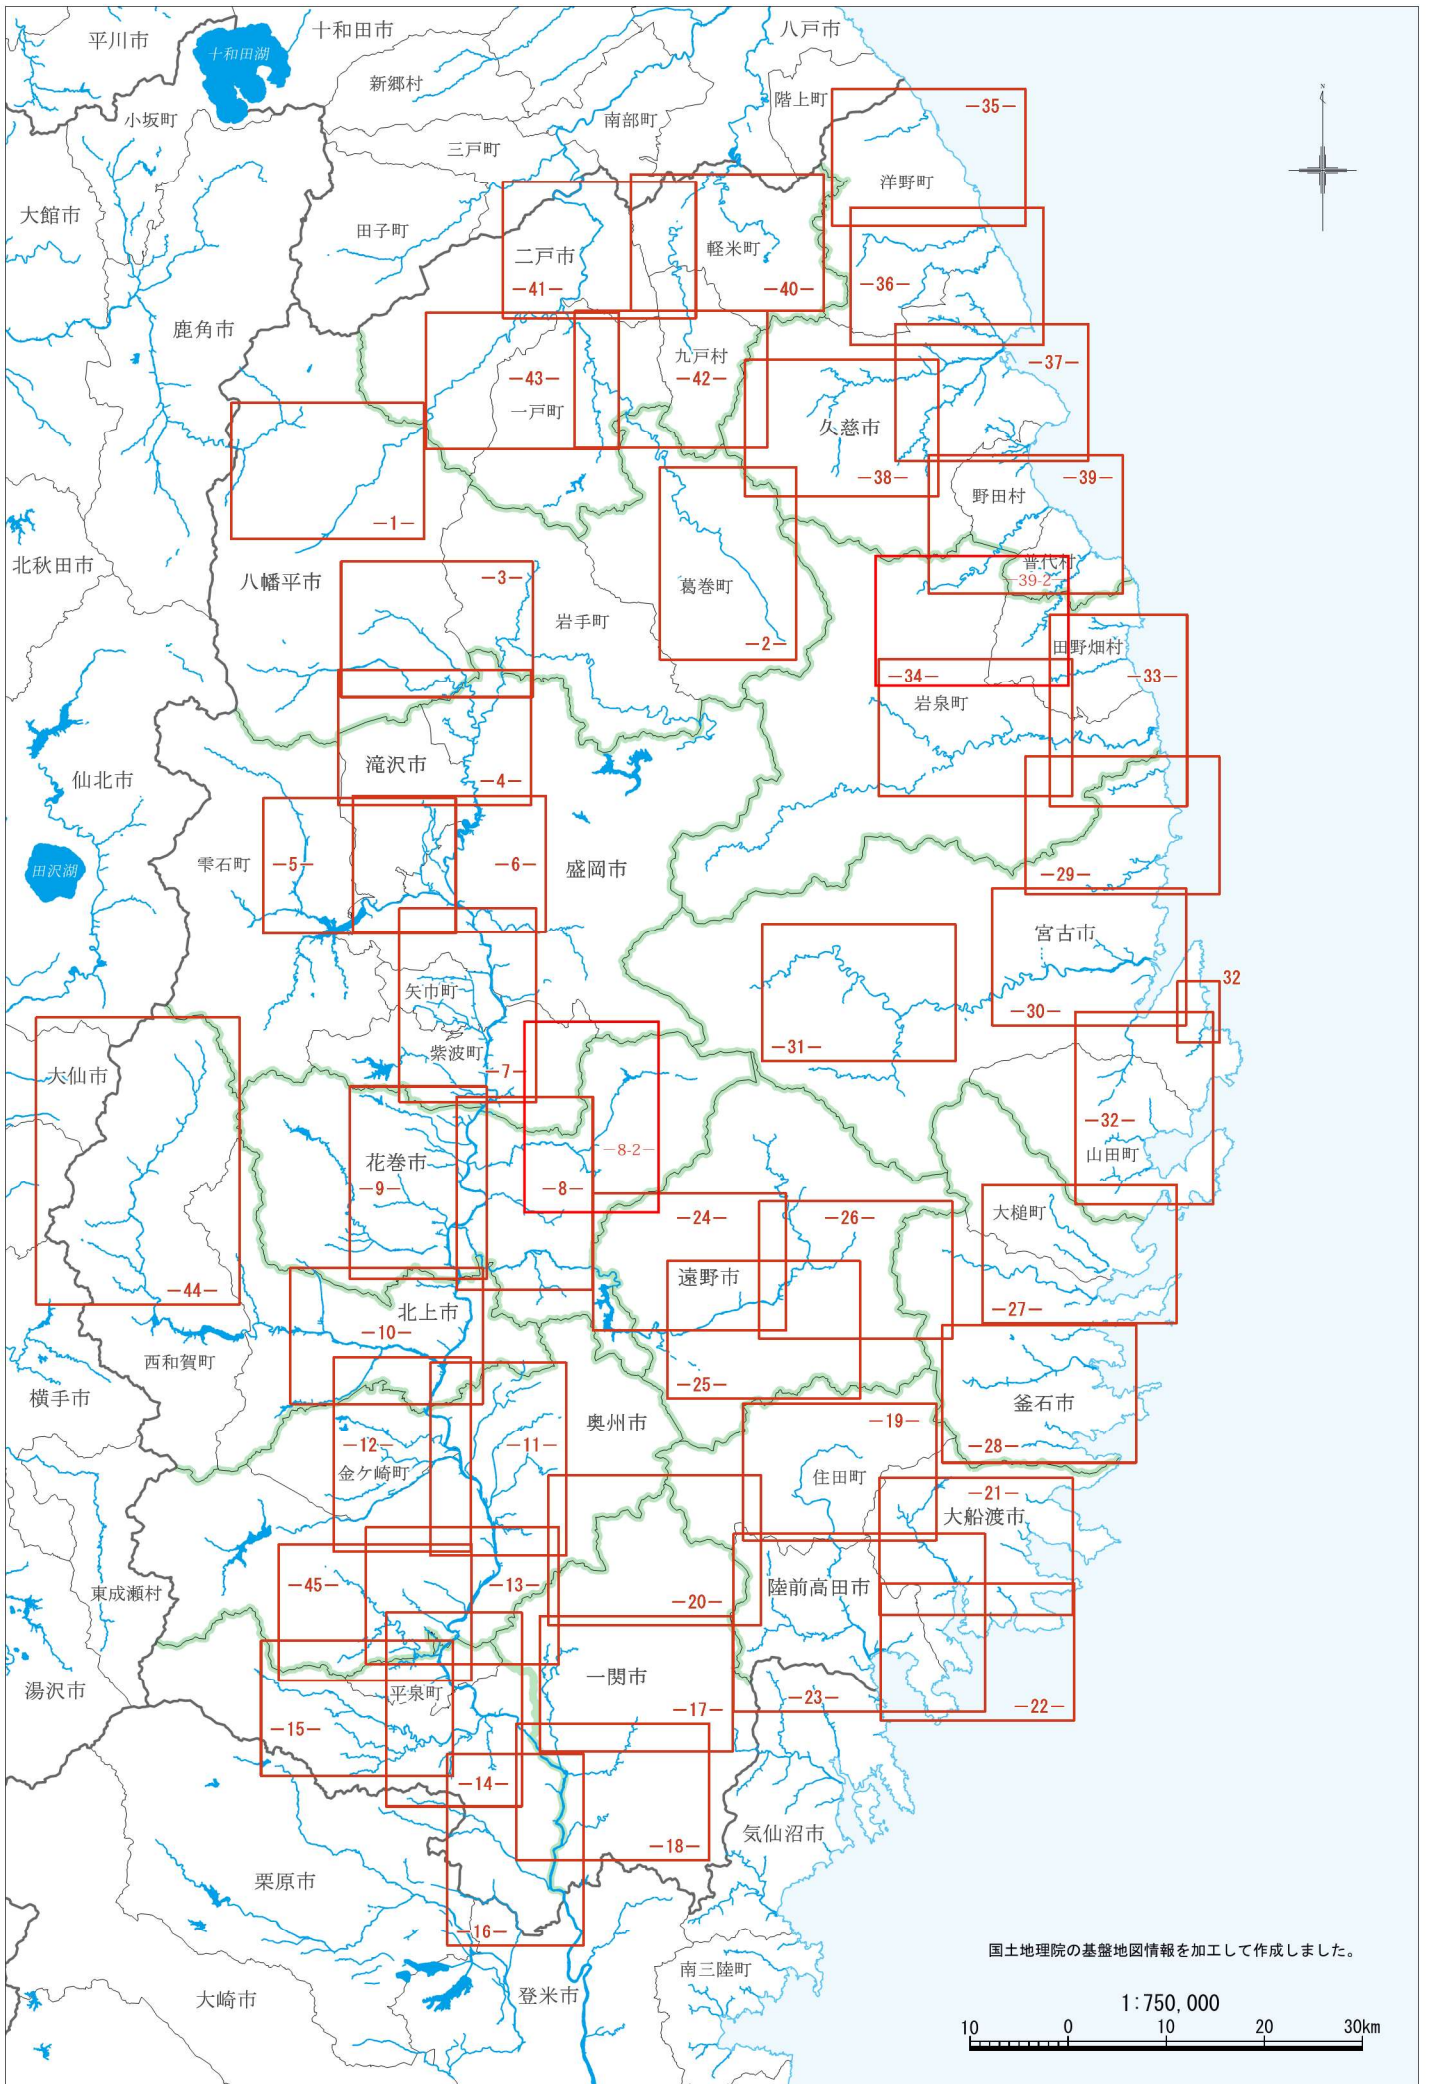 平川市
十和田湖
十和田市
八戸市
新郷村
階上町
小坂町
南部町
三戸町
－35－
洋野町
大館市
田子町
二戸市
軽米町
－41－
－40－
－36－
鹿角市
九戸村
－37－
－43－
－42－
一戸町
久慈市
－38－
－39－
野田村
－1－
北秋田市
八幡平市
－3－
葛巻町
普代村
－39-2－
岩手町
－2－
田野畑村
－34－
－33－
岩泉町
仙北市
滝沢市
－4－
田沢湖
雫石町
－5－
－6－
盛岡市
－29－
宮古市
矢巾町
32
－30－
紫波町
－31－
－7－
大仙市
－32－
山田町
－8-2－
花巻市
－9－
－8－
－24－
－26－
大槌町
遠野市
－44－
－27－
北上市
－10－
西和賀町
－25－
横手市
釜石市
奥州市
－19－
－12－
－11－
－28－
金ケ崎町
住田町
－21－
大船渡市
東成瀬村
－45－
－13－
陸前高田市
－20－
湯沢市
一関市
平泉町
－23－
－17－
－22－
－15－
－14－
気仙沼市
－18－
栗原市
－16－
国土地理院の基盤地図情報を加工して作成しました。
南三陸町
大崎市
登米市
1:750,000
10 0 10 20 30km
N